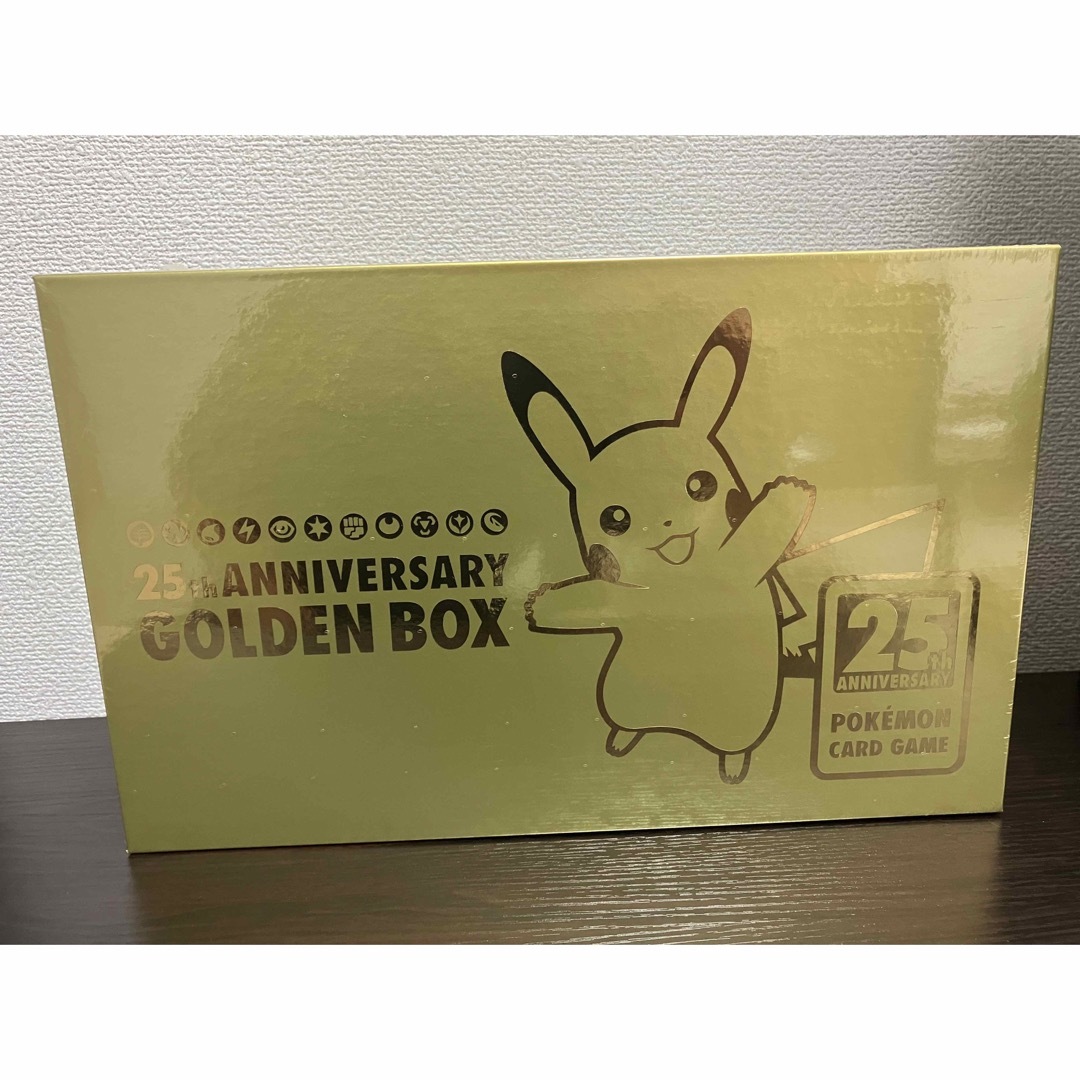 25th ANNIVERSARY
GOLDEN BOX
25th
ANNIVERSARY
POKÉMON
CARD GAME